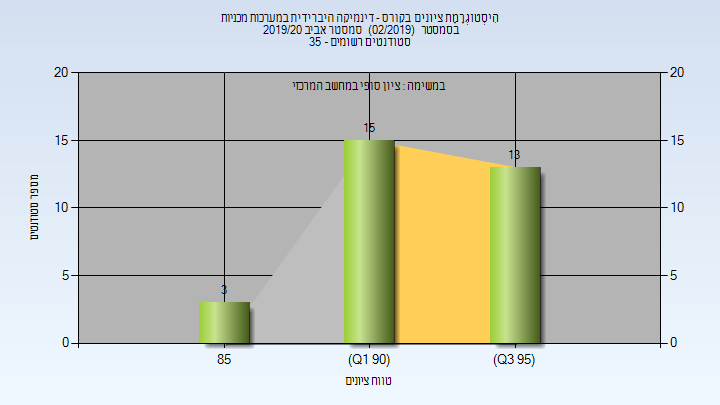 היסטוגרמת ציונים בקורס - דינמיקה היברידית במערכות מכניות
בסמסטר (02/2019) סמסטר אביב 2019/20
סטודנטים רשומים - 35
במשימה : ציון סופי במחשב המרכזי
מספר סטודנטים
20
15
10
5
0
20
15
10
5
0
3
15
13
85
(Q1 90)
(Q3 95)
טווח ציונים